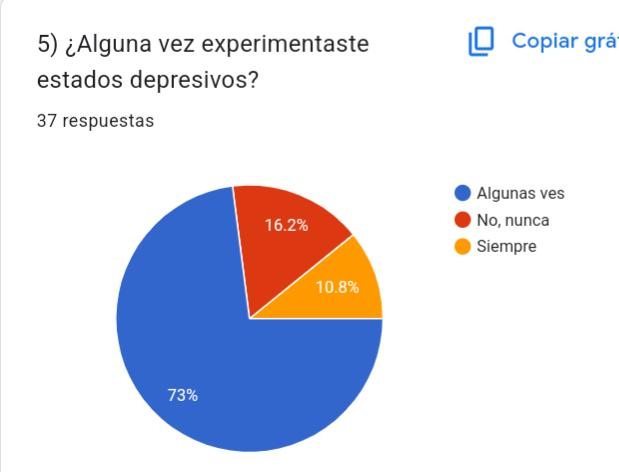 5) ¿Alguna vez experimentaste
estados depresivos?
Copiar grá
37 respuestas
Algunas ves
No, nunca
Siempre
16.2%
10.8%
73%